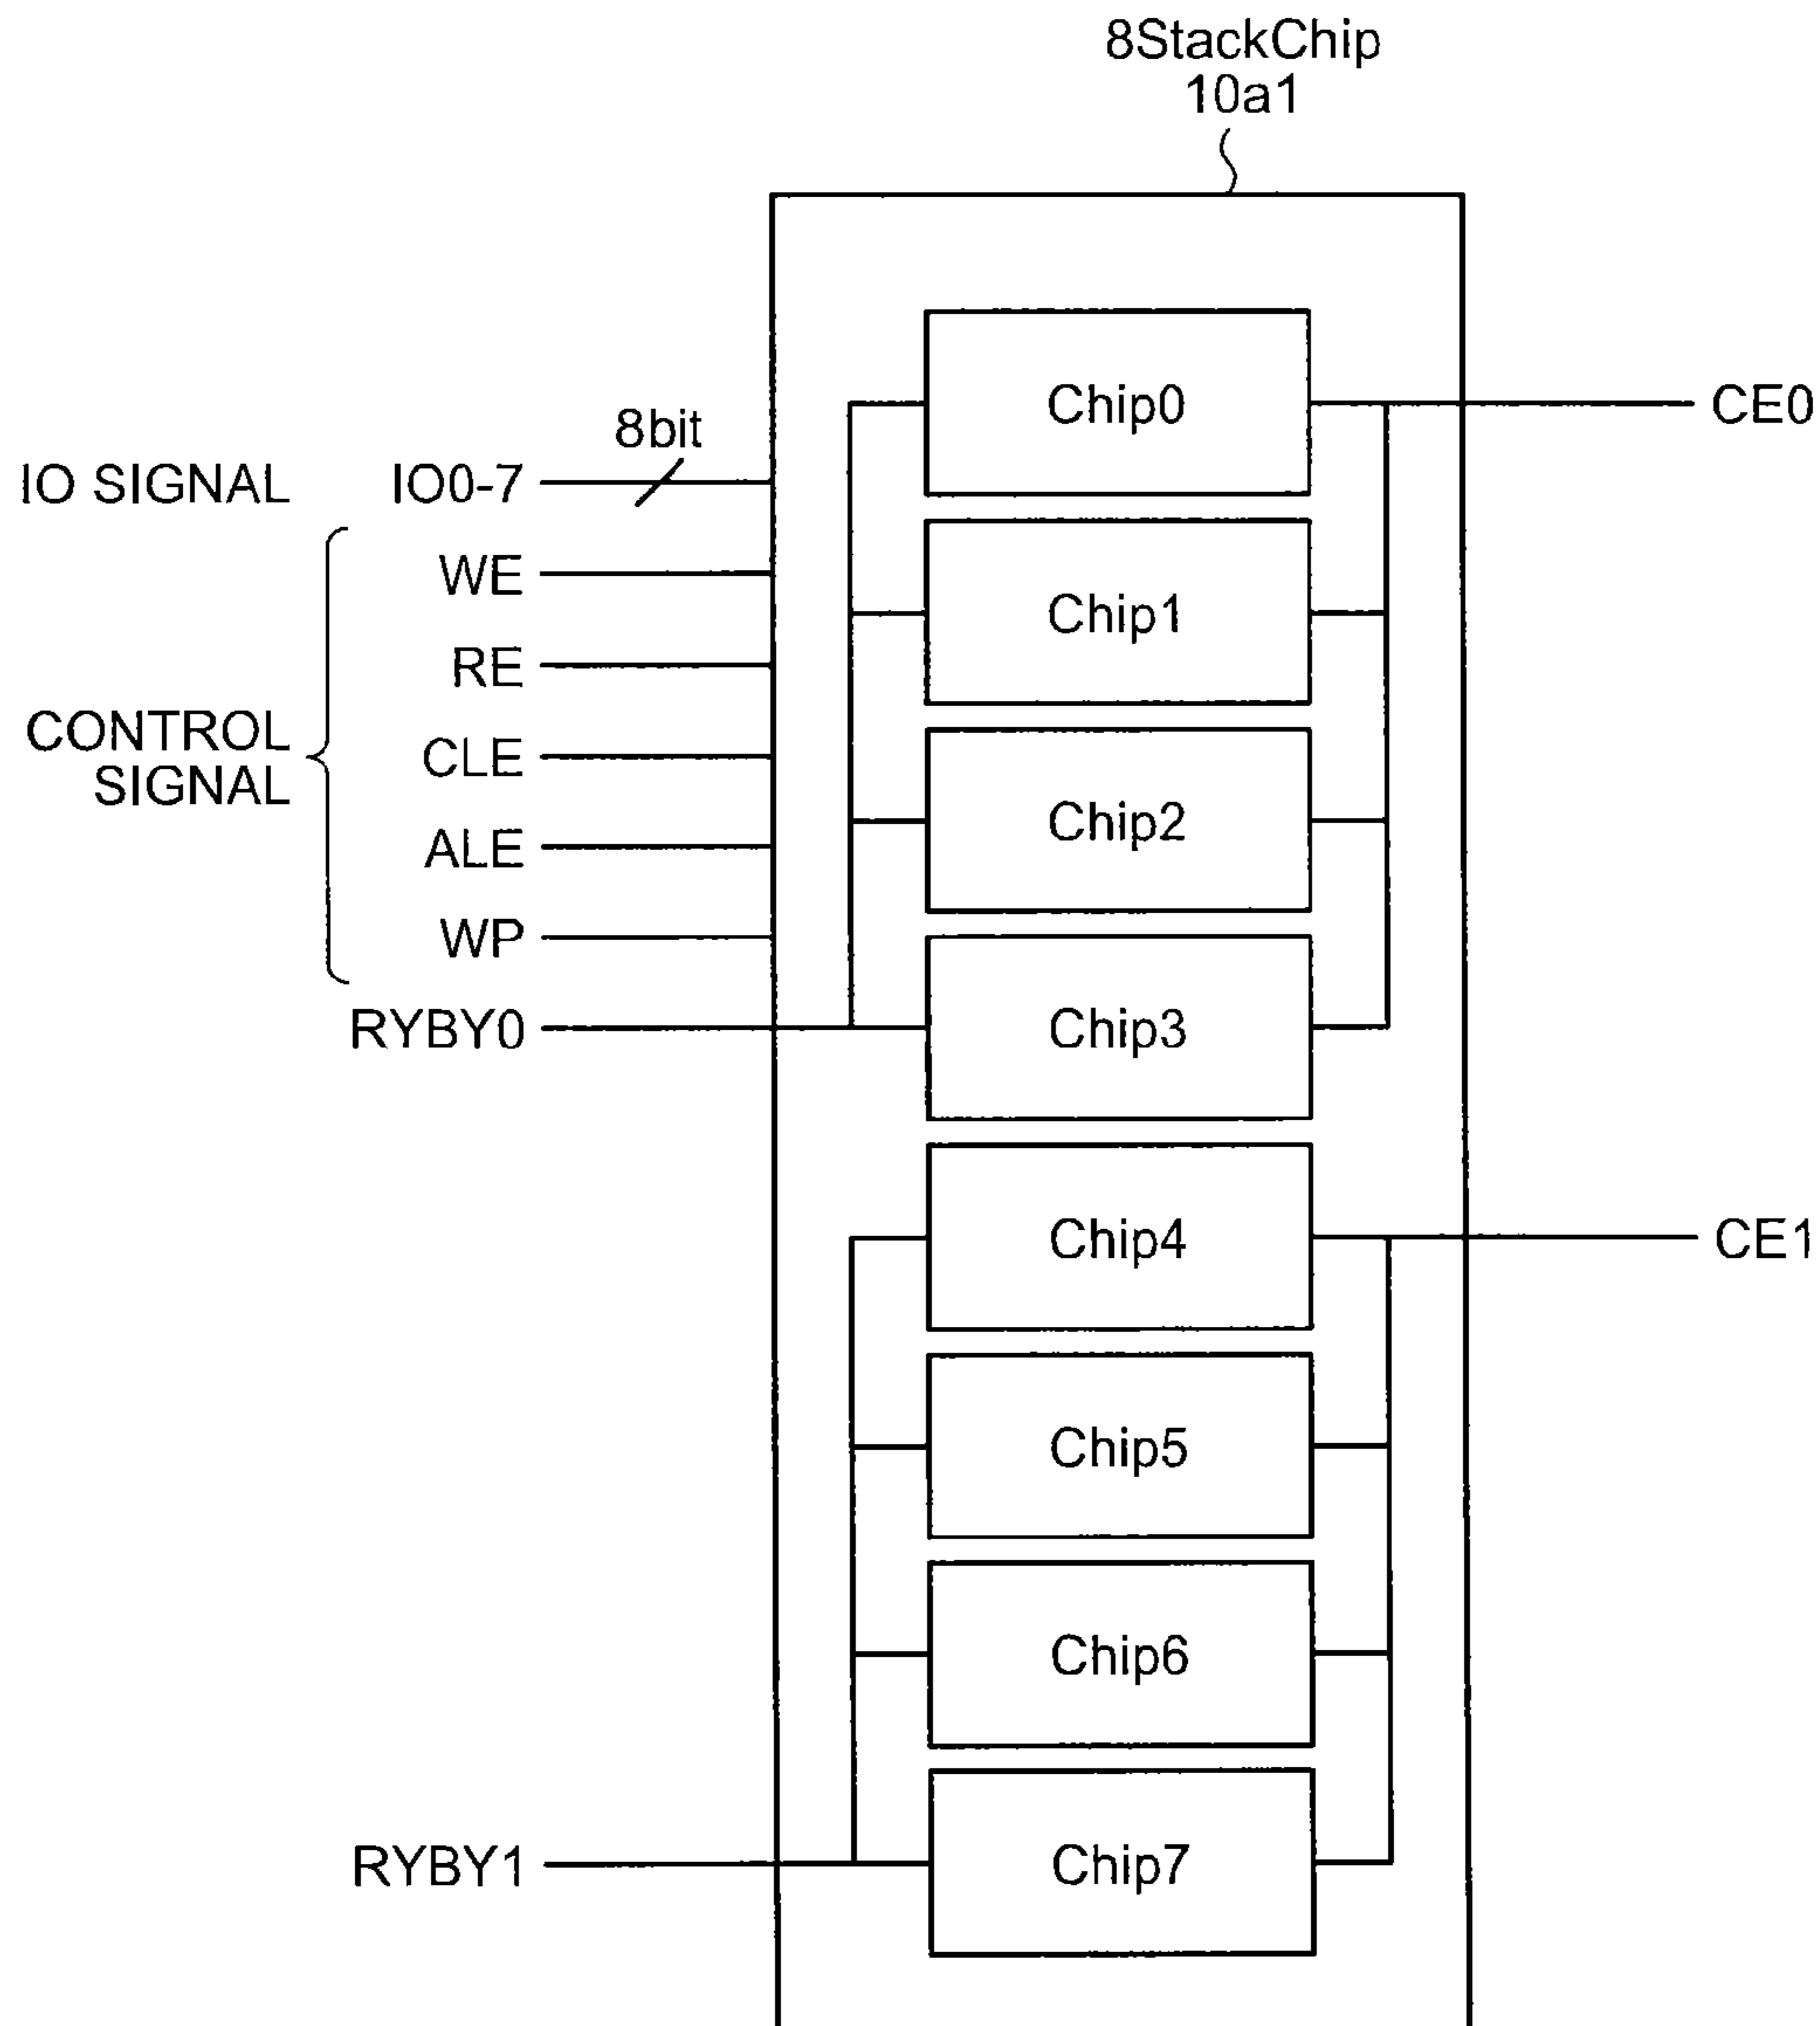 8StackChip
10a1
Chip0
CE0
8bit
IO SIGNAL IO0-7
WE
Chip1
RE
CONTROL
SIGNAL
CLE
Chip2
ALE
WP
RYBY0
Chip3
Chip4
CE1
Chip5
Chip6
RYBY1
Chip7